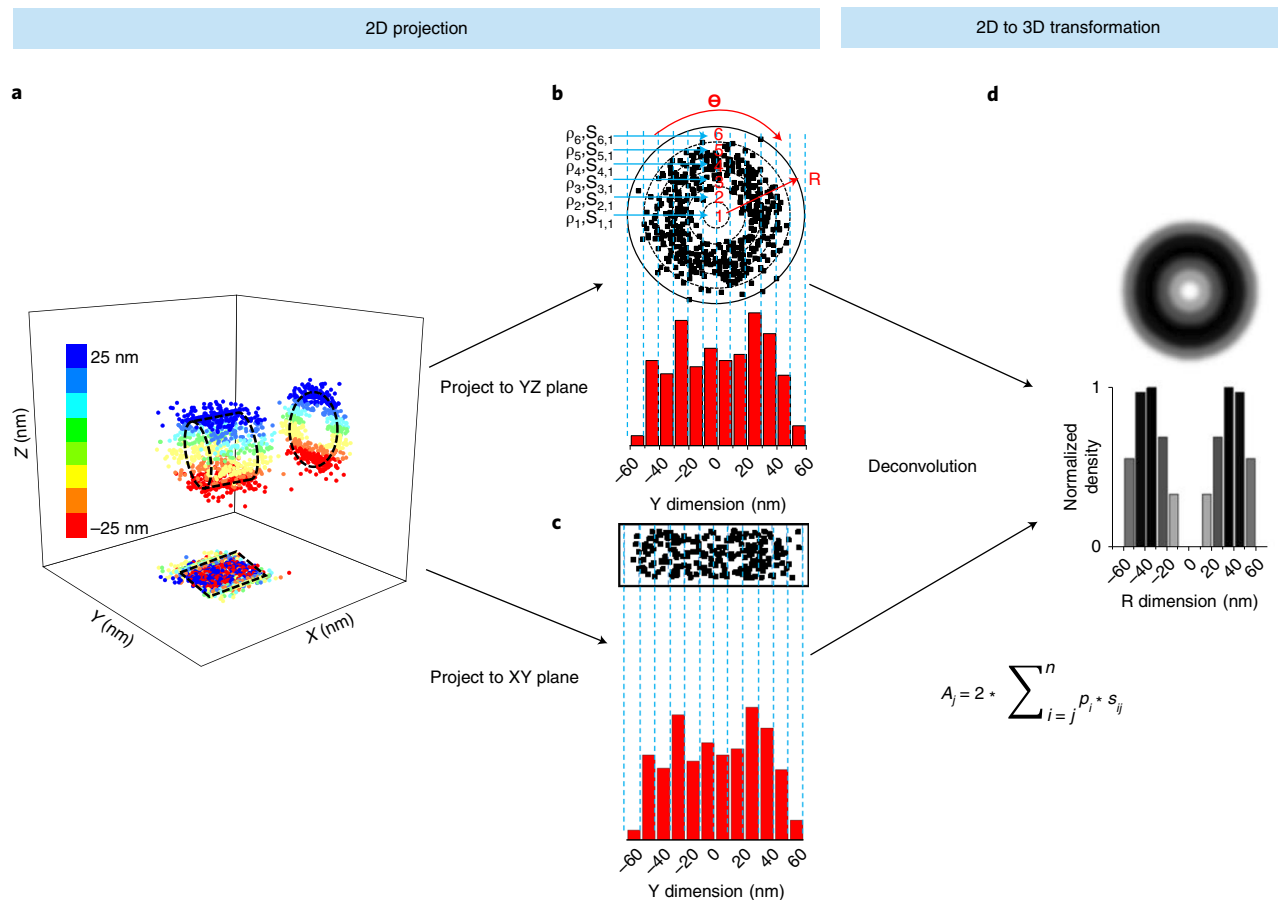 2D projection
2D to 3D transformation
a
25 nm
–25 nm
Z (nm)
Y (nm)
X (nm)
Project to YZ plane
Project to XY plane
b
Θ
ρ6,S6,1
ρ5,S5,1
ρ4,S4,1
ρ3,S3,1
ρ2,S2,1
ρ1,S1,1
6
5
4
3
2
1
R
–60 –40 –20 0 20 40 60
Y dimension (nm)
c
–60 –40 –20 0 20 40 60
Y dimension (nm)
Deconvolution
d
1
0
Normalized
density
–60 –40 –20 0 20 40 60
R dimension (nm)
Aj = 2 * ∑ni = j pi * sij